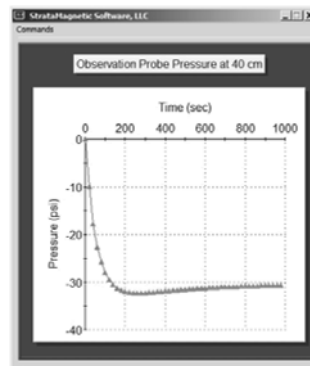 StrataMagnetic Software, LLC
Commands
Observation Probe Pressure at 40 cm
Time (sec)
0 200 400 600 800 1000
0
-10
-20
-30
-40
Pressure (psi)